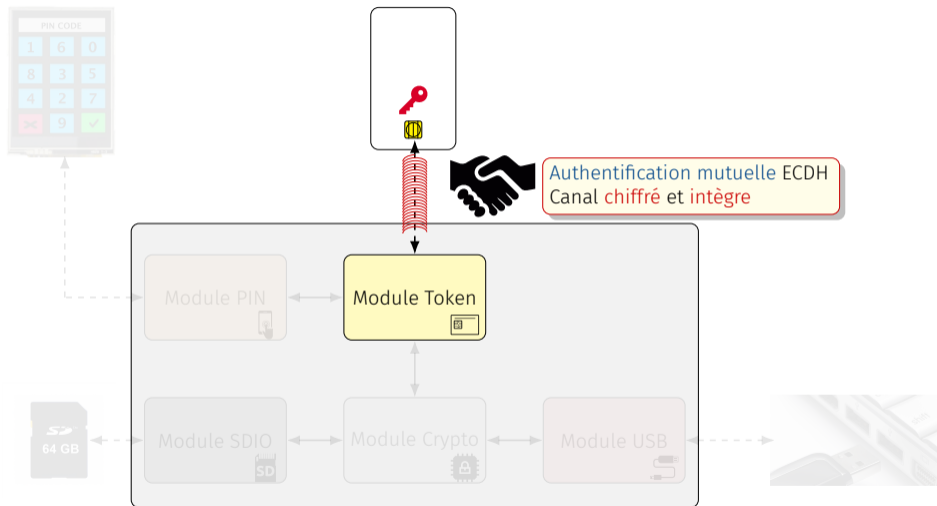 PIN CODE
1 6 0
8 3 5
4 2 7
9
Authentification mutuelle ECDH
Canal chiffré et intègre
Module PIN
Module Token
SD
64 GB
Module SDIO
SD
Module Crypto
Module USB